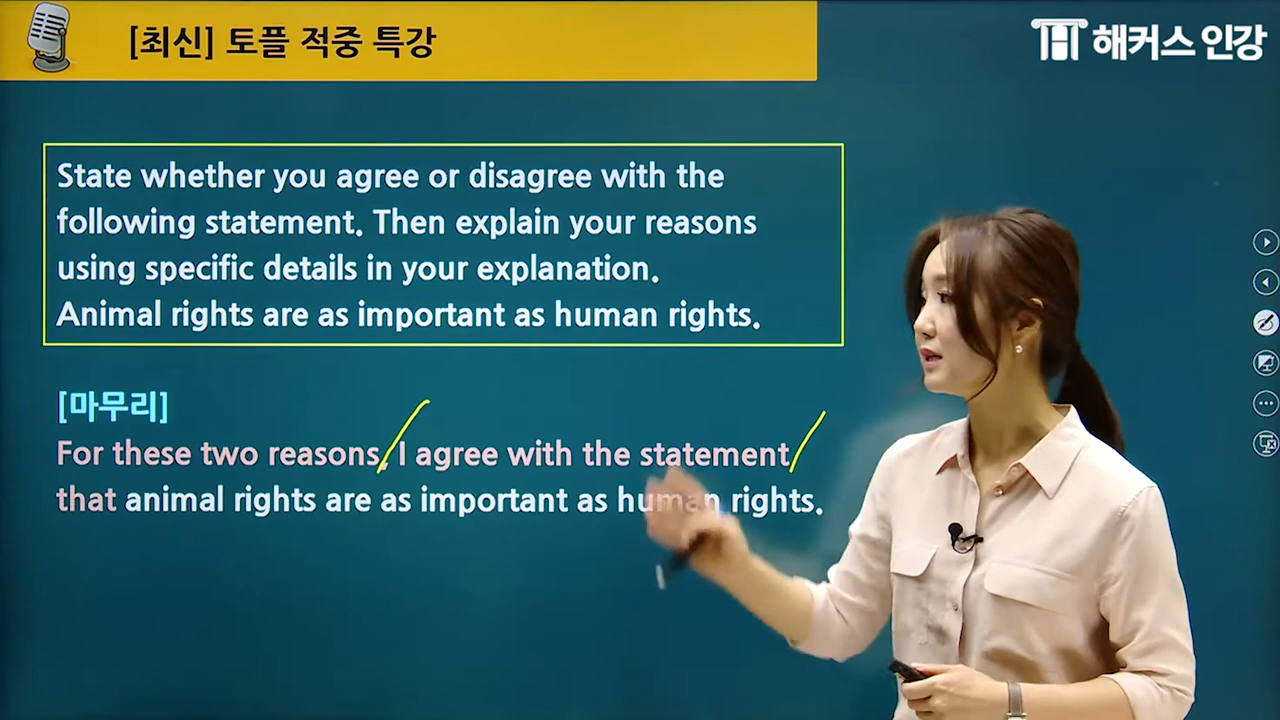 [최신] 토플 적중 특강
해커스 인강
State whether you agree or disagree with the
following statement. Then explain your reasons
using specific details in your explanation.
Animal rights are as important as human rights.
[마무리]
For these two reasons, I agree with the statement
that animal rights are as important as human rights.